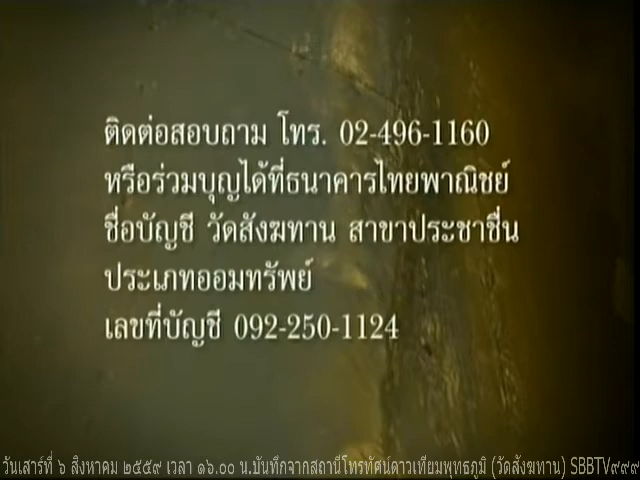 ติดต่อสอบถาม โทร. 02-496-1160
หรือร่วมบุญได้ที่ธนาคารไทยพาณิชย์
ชื่อบัญชี วัดสังฆทาน สาขาประชาชื่น
ประเภทออมทรัพย์
เลขที่บัญชี 092-250-1124
วันเสาร์ที่ ๖ สิงหาคม ๒๕๕๙ เวลา ๑๖.๐๐ น.บันทึกจากสถานีโทรทัศน์ดาวเทียมพุทธภูมิ (วัดสังฆทาน) SBBTV๙๙๙